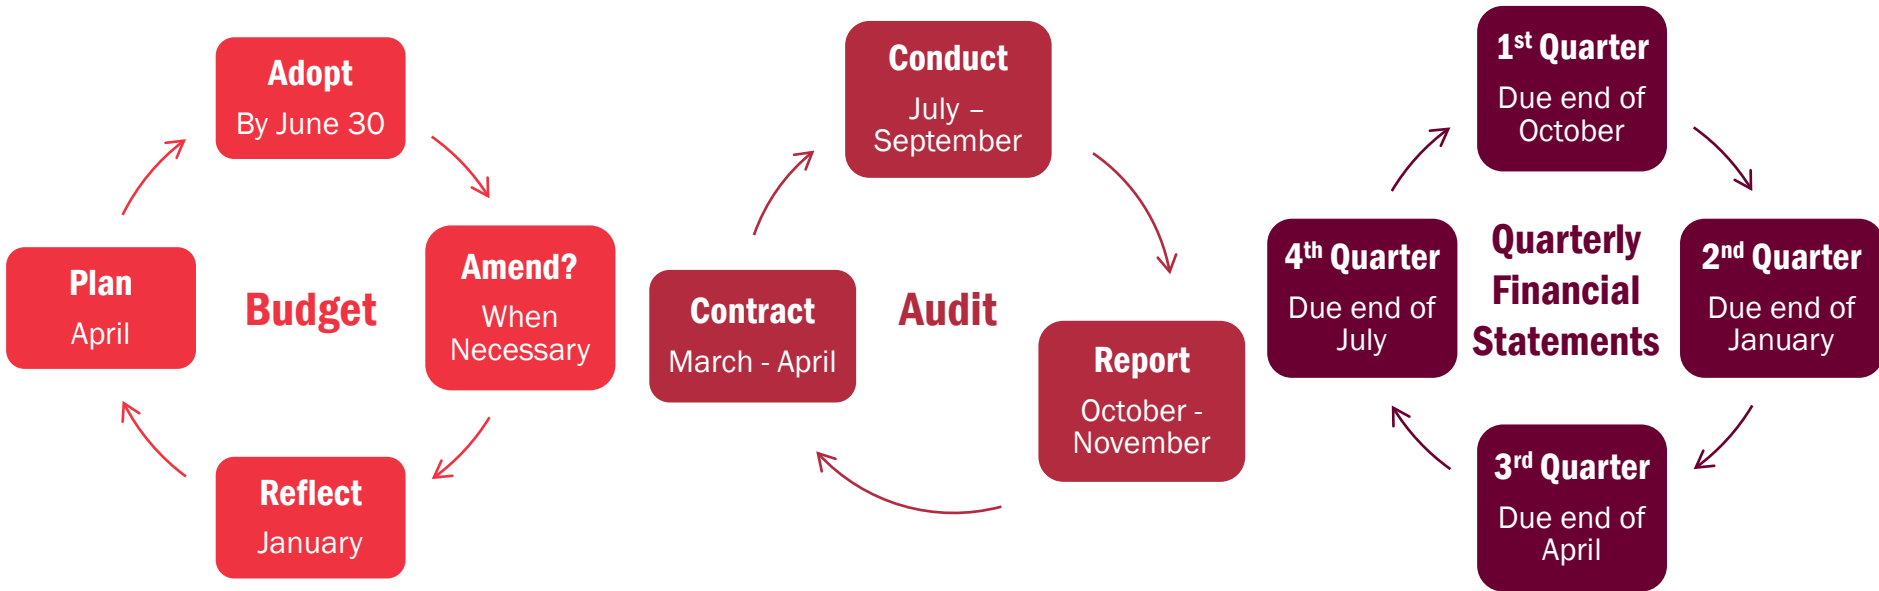 Adopt
By June 30
Plan
April
Budget
Amend?
When
Necessary
Reflect
January
Conduct
July –
September
Contract
March - April
Audit
Report
October -
November
1st Quarter
Due end of
October
4th Quarter
Due end of
July
Quarterly
Financial
Statements
2nd Quarter
Due end of
January
3rd Quarter
Due end of
April